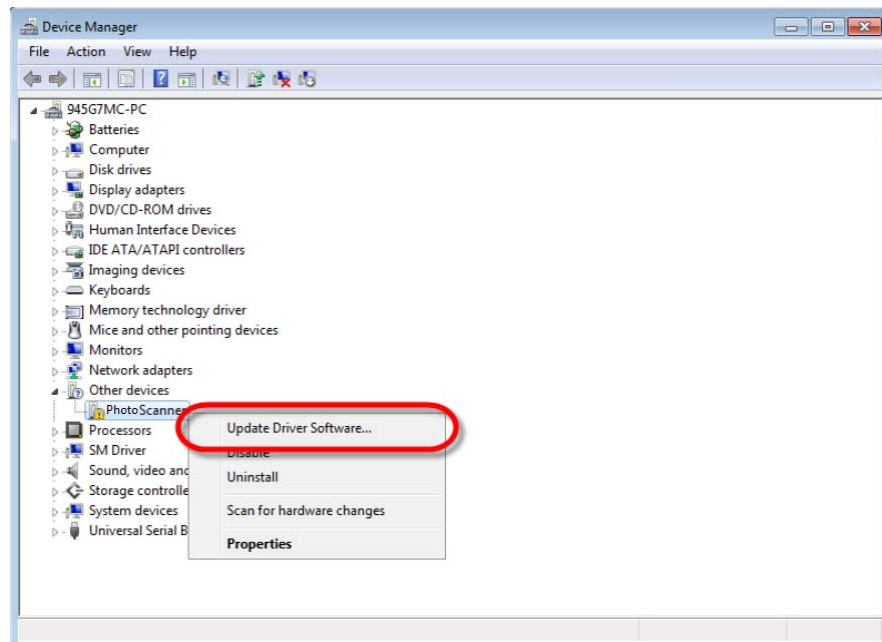 Device Manager
File Action View Help
945G7MC-PC
Batteries
Computer
Disk drives
Display adapters
DVD/CD-ROM drives
Human Interface Devices
IDE ATA/ATAPI controllers
Imaging devices
Keyboards
Memory technology driver
Mice and other pointing devices
Monitors
Network adapters
Other devices
PhotoScanner
Update Driver Software...
Processors
Disable
SM Driver
Sound, video and
Uninstall
Storage controlle
Scan for hardware changes
System devices
Universal Serial B
Properties